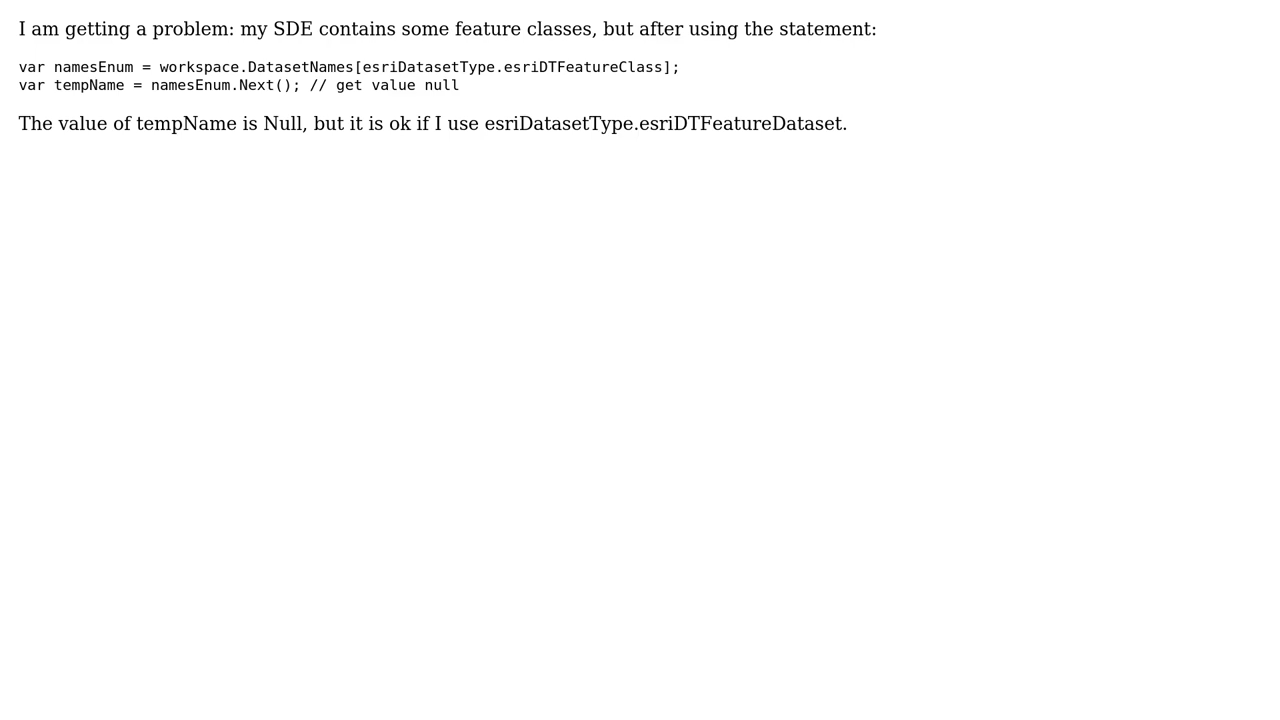 I am getting a problem: my SDE contains some feature classes, but after using the statement:
var namesEnum = workspace.DatasetNames[esriDatasetType.esriDTFeatureClass];
var tempName = namesEnum.Next(); // get value null
The value of tempName is Null, but it is ok if I use esriDatasetType.esriDTFeatureDataset.